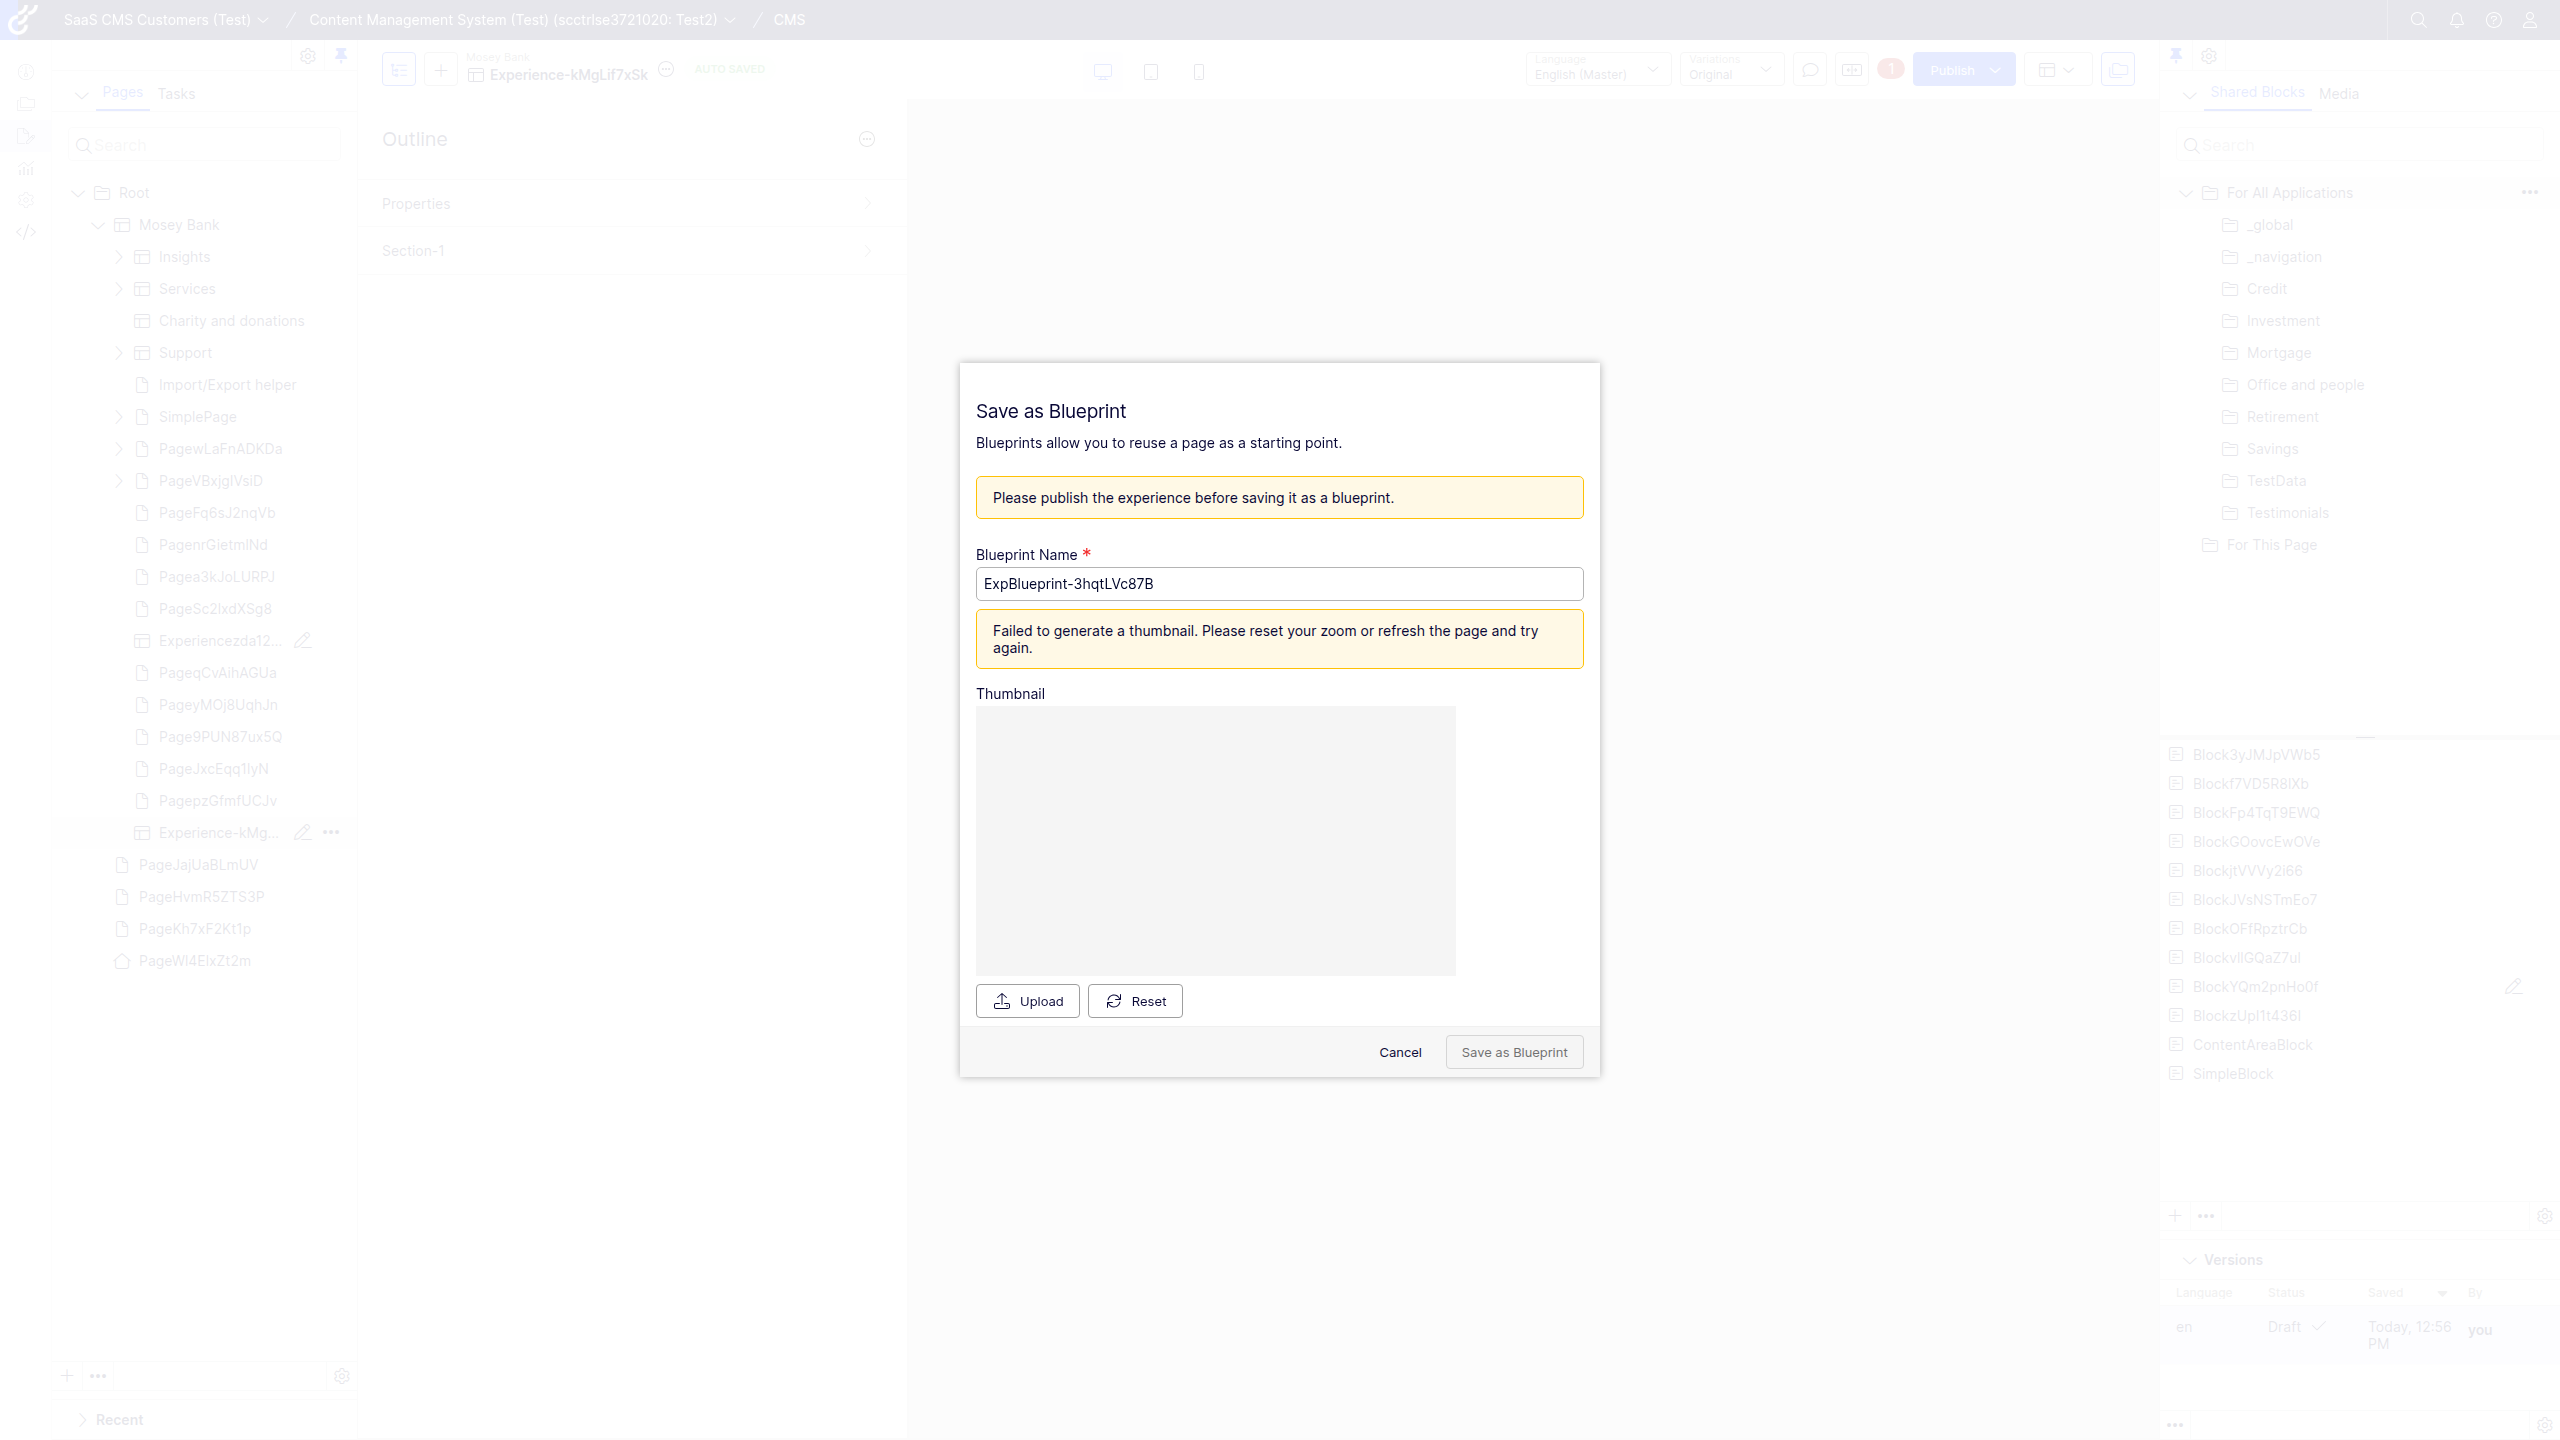 SaaS CMS Customers (Test)
Content Management System (Test) (scctrlse3721020: Test2)
CMS
Pages
Tasks
Search
Root
Mosey Bank
Insights
Services
Charity and donations
Support
Import/Export helper
SimplePage
PagewLaFnADKDa
PageVBxjglVsiD
PageFq6sJ2nqVb
PagenrGietmlNd
Pagea3kJoLURPJ
PageSc2lxdXSg8
Experiencezda12...
PageqCvAihAGUa
PageyMOj8UqhJn
Page9PUN87ux5Q
PageJxcEqq1lyN
PagepzGfmfUCJv
Experience-kMg...
PageJajUaBLmUV
PageHvmR5ZTS3P
PageKh7xF2Kt1p
PageWl4ElxZt2m
Recent
Mosey Bank
Experience-kMgLif7xSk
AUTO SAVED
Language
English (Master)
Variations
Original
1
Publish
Outline
Properties
Section-1
Save as Blueprint
Blueprints allow you to reuse a page as a starting point.
Please publish the experience before saving it as a blueprint.
Blueprint Name *
ExpBlueprint-3hqtLVc87B
Failed to generate a thumbnail. Please reset your zoom or refresh the page and try
again.
Thumbnail
Upload
Reset
Cancel
Save as Blueprint
Shared Blocks
Media
Search
For All Applications
_global
_navigation
Credit
Investment
Mortgage
Office and people
Retirement
Savings
TestData
Testimonials
For This Page
Block3yJMJpVWb5
Blockf7VD5R8lXb
BlockFp4TqT9EWQ
BlockGOovcEwOVe
BlockjtVVVy2i66
BlockJVsNSTmEo7
BlockOFfRpztrCb
BlockvilGQaZ7ul
BlockYQm2pnHo0f
BlockzUpl1t436l
ContentAreaBlock
SimpleBlock
Versions
Language
Status
Saved
By
en
Draft
Today, 12:56
PM
you